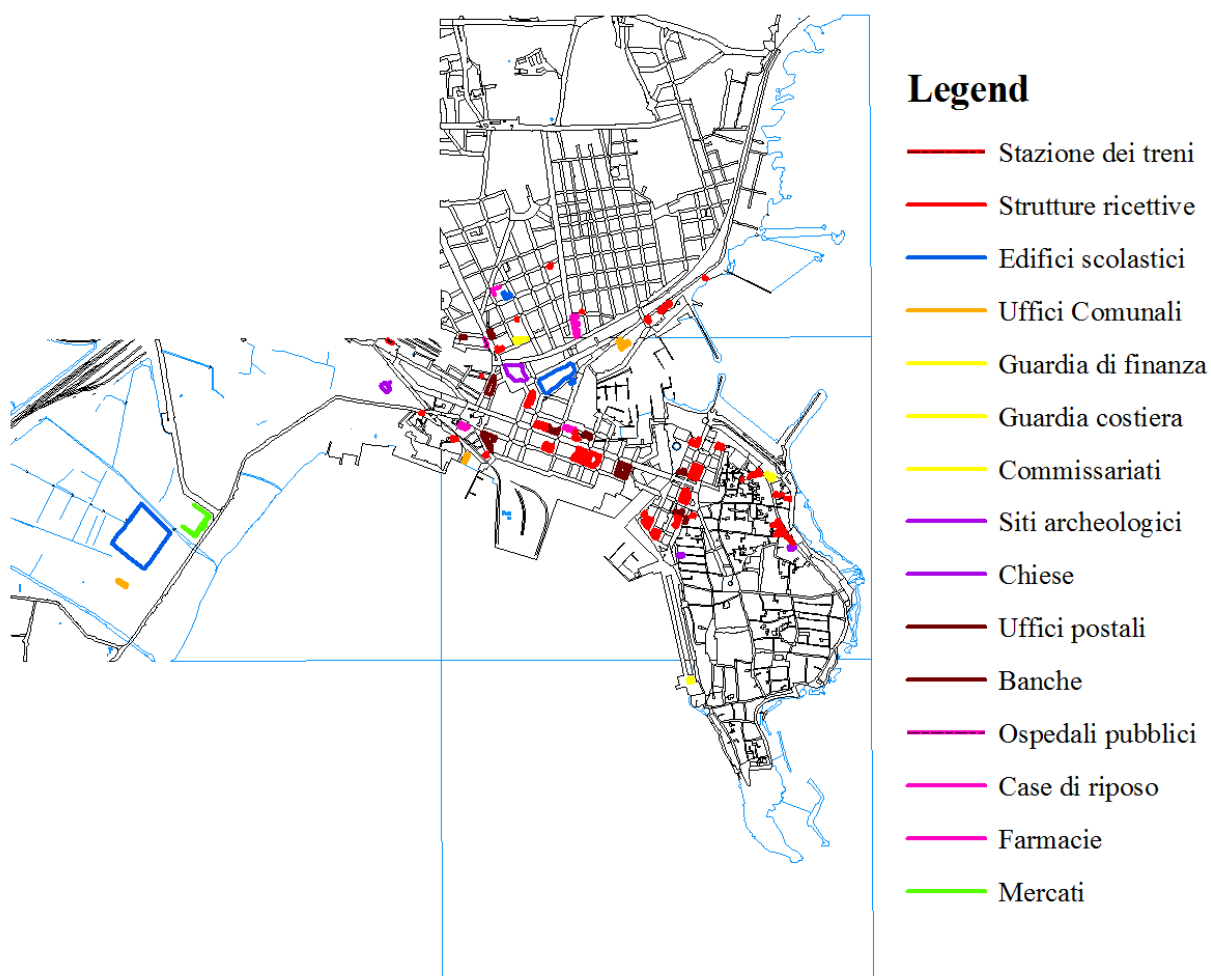 Legend
Stazione dei treni
Strutture ricettive
Edifici scolastici
Uffici Comunali
Guardia di finanza
Guardia costiera
Commissariati
Siti archeologici
Chiese
Uffici postali
Banche
Ospedali pubblici
Case di riposo
Farmacie
Mercati